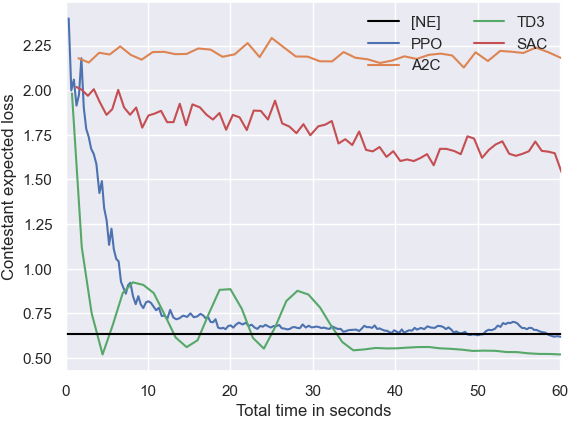 [NE] TD3
PPO SAC
A2C
Contestant expected loss
2.25
2.00
1.75
1.50
1.25
1.00
0.75
0.50
0 10 20 30 40 50 60
Total time in seconds